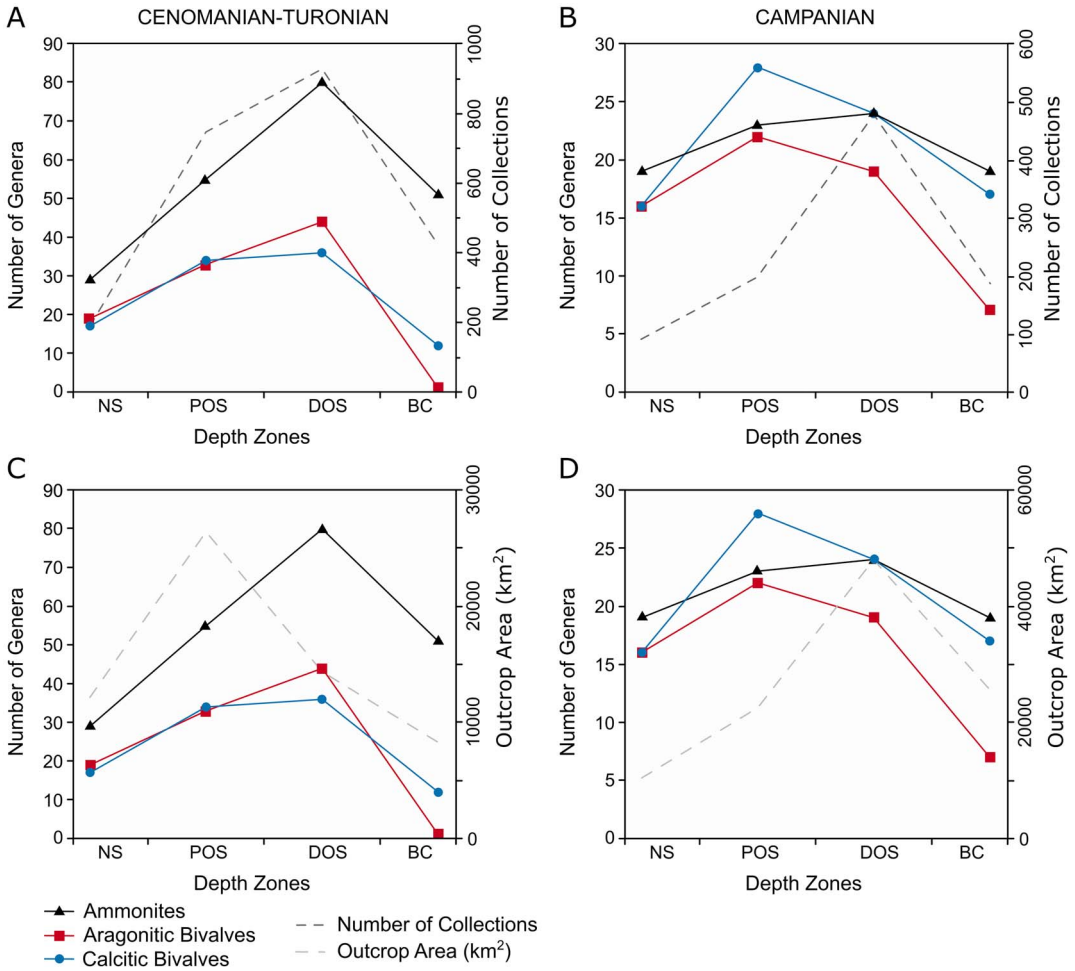 A
CENOMANIAN-TURONIAN
B
CAMPANIAN
Number of Genera
90
80
70
60
50
40
30
20
10
0
1000
800
600
400
200
0
Number of Collections
NS POS DOS BC
Depth Zones
Number of Genera
30
25
20
15
10
5
0
600
500
400
300
200
100
0
Number of Collections
NS POS DOS BC
Depth Zones
C
Number of Genera
90
80
70
60
50
40
30
20
10
0
30000
20000
10000
0
Outcrop Area (km²)
NS POS DOS BC
Depth Zones
D
Number of Genera
30
25
20
15
10
5
0
60000
40000
20000
0
Outcrop Area (km²)
NS POS DOS BC
Depth Zones
Ammonites
Aragonitic Bivalves
Calcitic Bivalves
Number of Collections
Outcrop Area (km²)